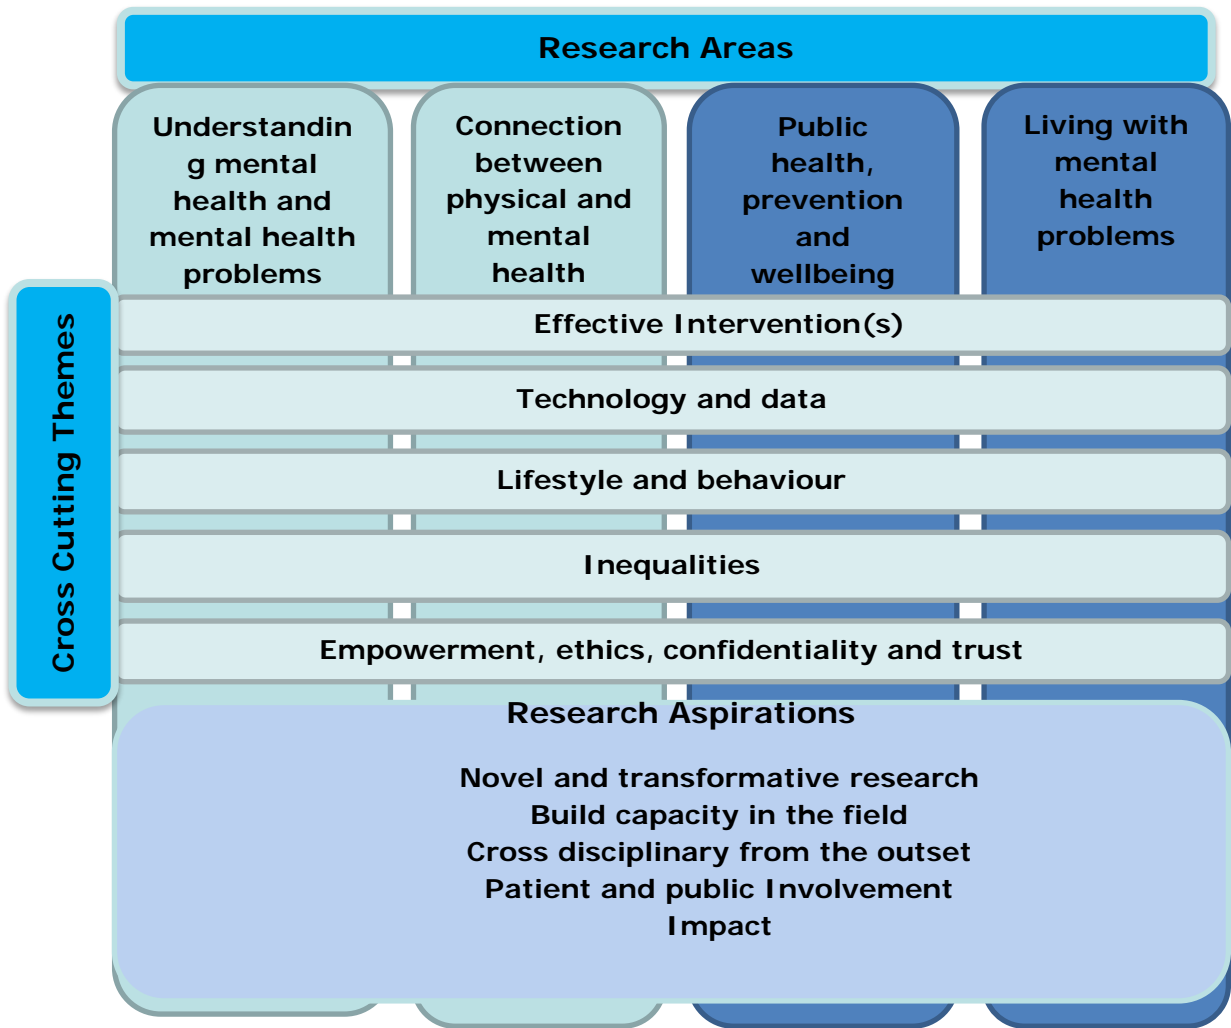 Research Areas
Understandin
g mental
health and
mental health
problems
Connection
between
physical and
mental
health
Public
health,
prevention
and
wellbeing
Living with
mental
health
problems
Cross Cutting Themes
Effective Intervention(s)
Technology and data
Lifestyle and behaviour
Inequalities
Empowerment, ethics, confidentiality and trust
Research Aspirations
Novel and transformative research
Build capacity in the field
Cross disciplinary from the outset
Patient and public Involvement
Impact